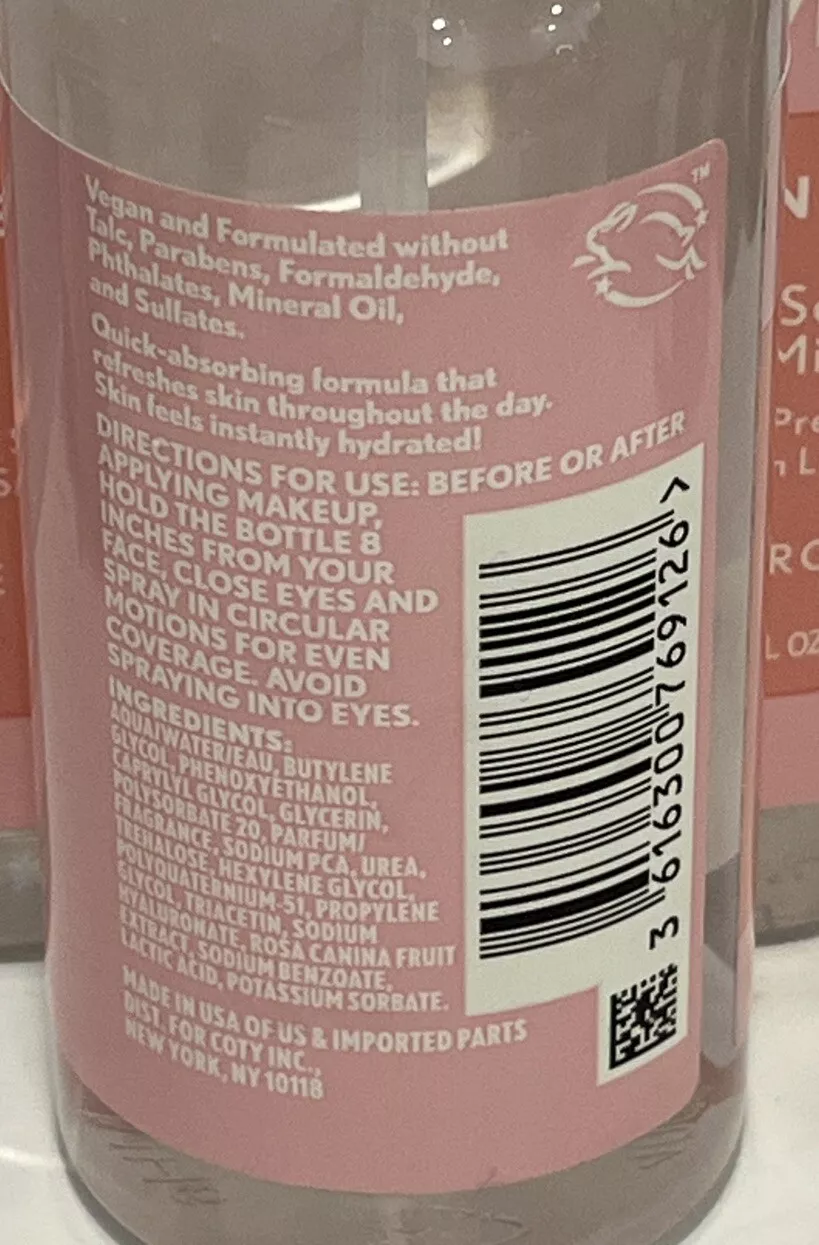 Vegan and Formulated without
Talc, Parabens, Formaldehyde,
Phthalates, Mineral Oil,
and Sulfates.
TM
Quick-absorbing formula that
refreshes skin throughout the day.
Skin feels instantly hydrated!
DIRECTIONS FOR USE: BEFORE OR AFTER
APPLYING MAKEUP,
HOLD THE BOTTLE 8
INCHES FROM YOUR
FACE, CLOSE EYES AND
SPRAY IN CIRCULAR
MOTIONS FOR EVEN
COVERAGE. AVOID
SPRAYING INTO EYES.
INGREDIENTS:
AQUA/WATER/EAU, BUTYLENE
GLYCOL, PHENOXYETHANOL,
CAPRYLYL GLYCOL, GLYCERIN,
POLYSORBATE 20, PARFUM/
FRAGRANCE, SODIUM PCA, UREA,
TREHALOSE, HEXYLENE GLYCOL,
POLYQUATERNIUM-51, PROPYLENE
GLYCOL, TRIACETIN, SODIUM
HYALURONATE, ROSA CANINA FRUIT
EXTRACT, SODIUM BENZOATE,
LACTIC ACID, POTASSIUM SORBATE.
MADE IN USA OF US & IMPORTED PARTS
DIST. FOR COTY INC.,
NEW YORK, NY 10118
3 616300 769126 >
L OZ